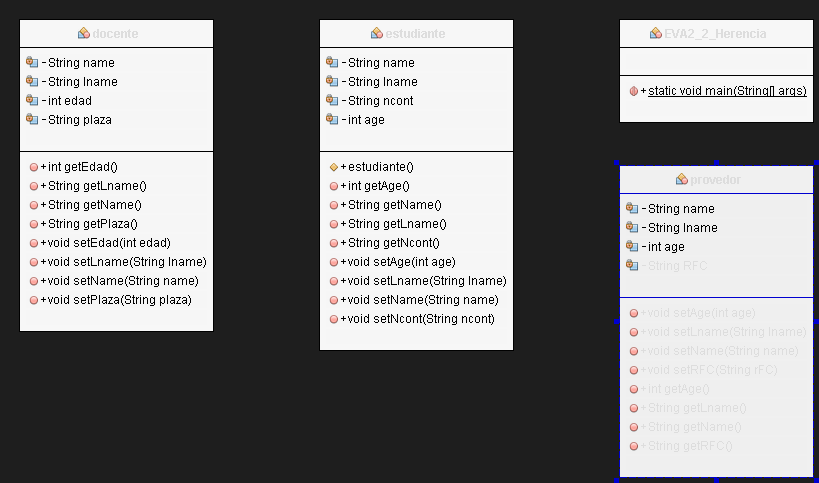 docente
- String name
- String lname
- int edad
- String plaza
+ int getEdad()
+ String getLname()
+ String getName()
+ String getPlaza()
+ void setEdad(int edad)
+ void setLname(String lname)
+ void setName(String name)
+ void setPlaza(String plaza)
estudiante
- String name
- String lname
- String ncont
- int age
+ estudiante()
+ int getAge()
+ String getName()
+ String getLname()
+ String getNcont()
+ void setAge(int age)
+ void setLname(String lname)
+ void setName(String name)
+ void setNcont(String ncont)
EVA2_2_Herencia
+ static void main(String[] args)
provedor
- String name
- String lname
- int age
- String RFC
+ void setAge(int age)
+ void setLname(String lname)
+ void setName(String name)
+ void setRFC(String rFC)
+ int getAge()
+ String getLname()
+ String getName()
+ String getRFC()